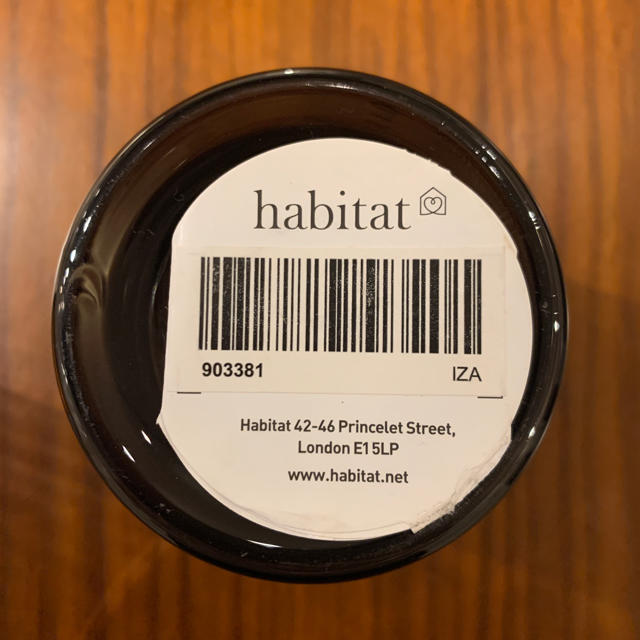 habitat
903381 IZA
Habitat 42-46 Princelet Street,
London E1 5LP
www.habitat.net